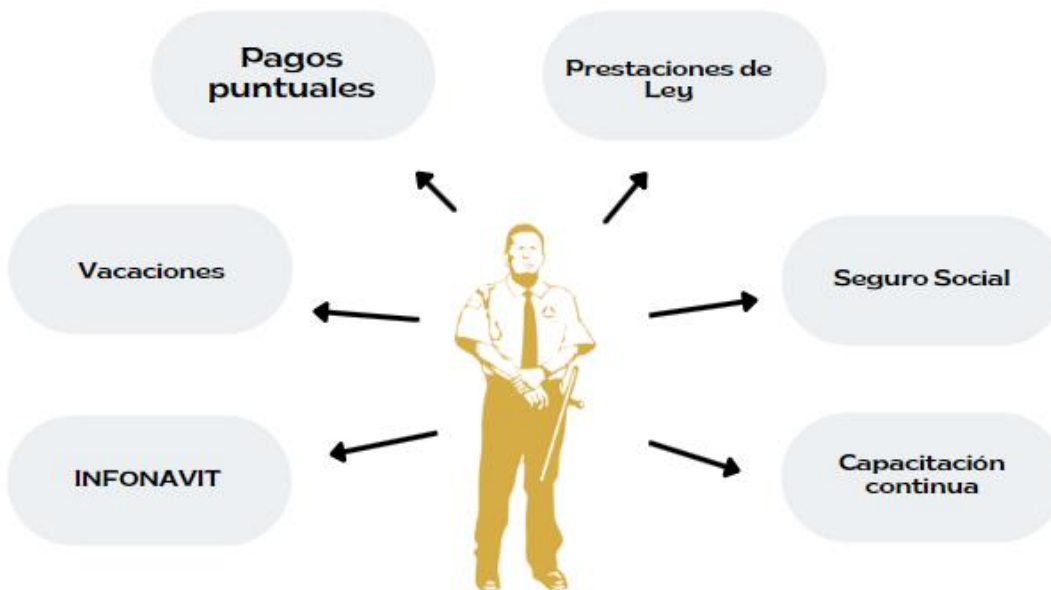 Pagos
puntuales
Prestaciones de
Ley
Vacaciones
Seguro Social
INFONAVIT
Capacitación
continua